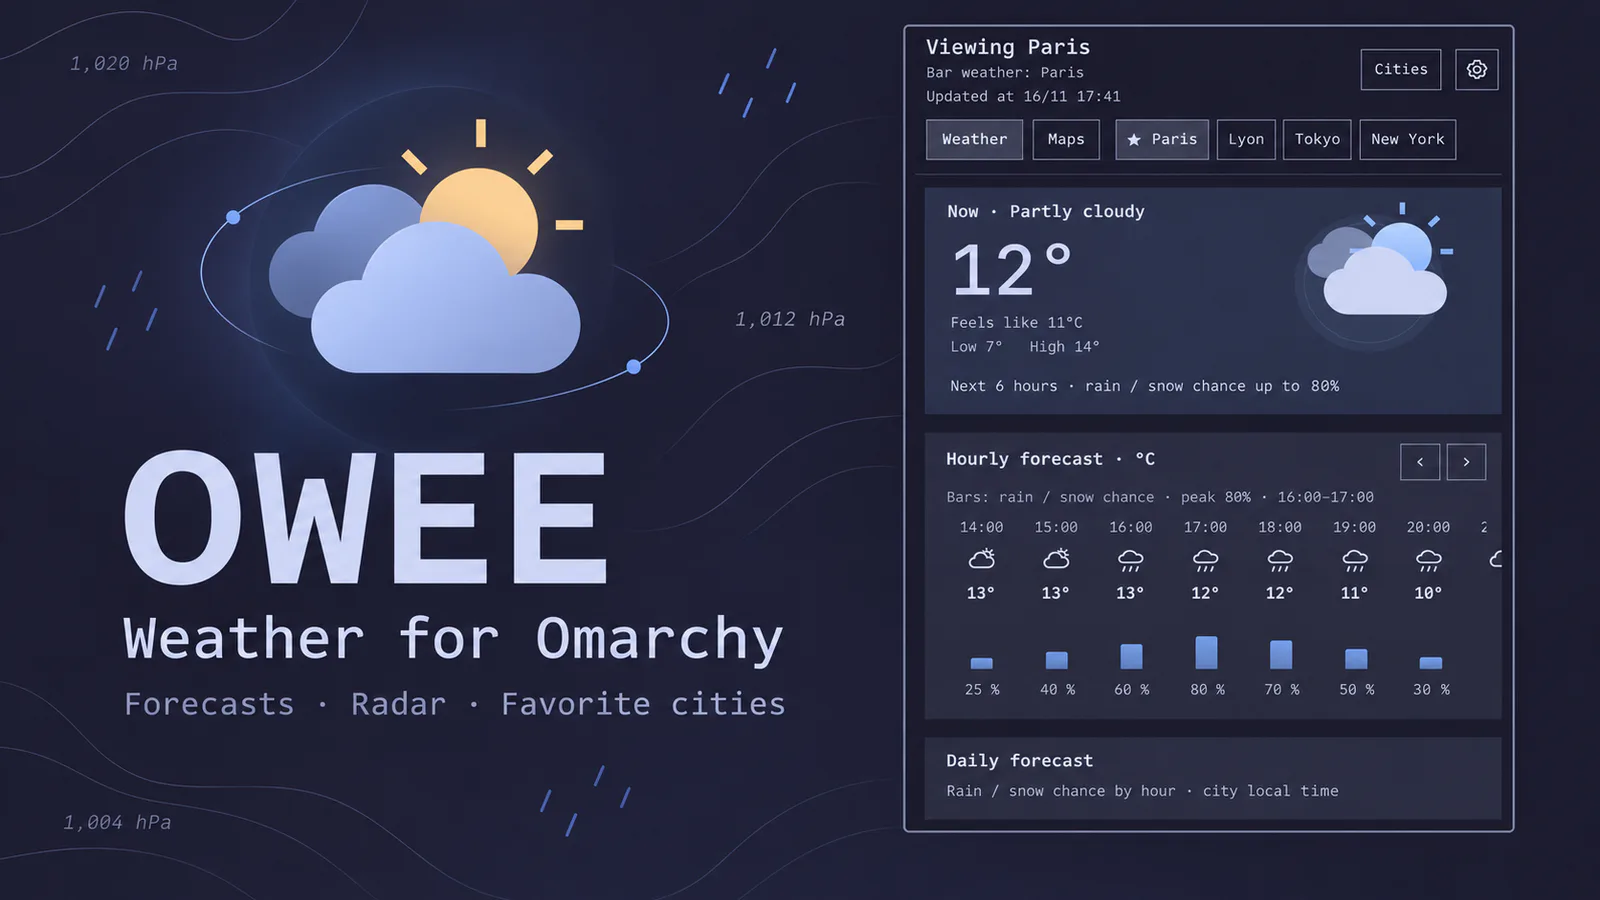 1,020 hPa
1,012 hPa
OWEE
Weather for Omarchy
Forecasts · Radar · Favorite cities
1,004 hPa
Viewing Paris
Bar weather: Paris
Updated at 16/11 17:41
Cities
Weather Maps ★ Paris Lyon Tokyo New York
Now · Partly cloudy
12°
Feels like 11°C
Low 7° High 14°
Next 6 hours · rain / snow chance up to 80%
Hourly forecast · °C
‹ ›
Bars: rain / snow chance · peak 80% · 16:00–17:00
14:00 15:00 16:00 17:00 18:00 19:00 20:00 2
13° 13° 13° 12° 12° 11° 10°
25 % 40 % 60 % 80 % 70 % 50 % 30 %
Daily forecast
Rain / snow chance by hour · city local time